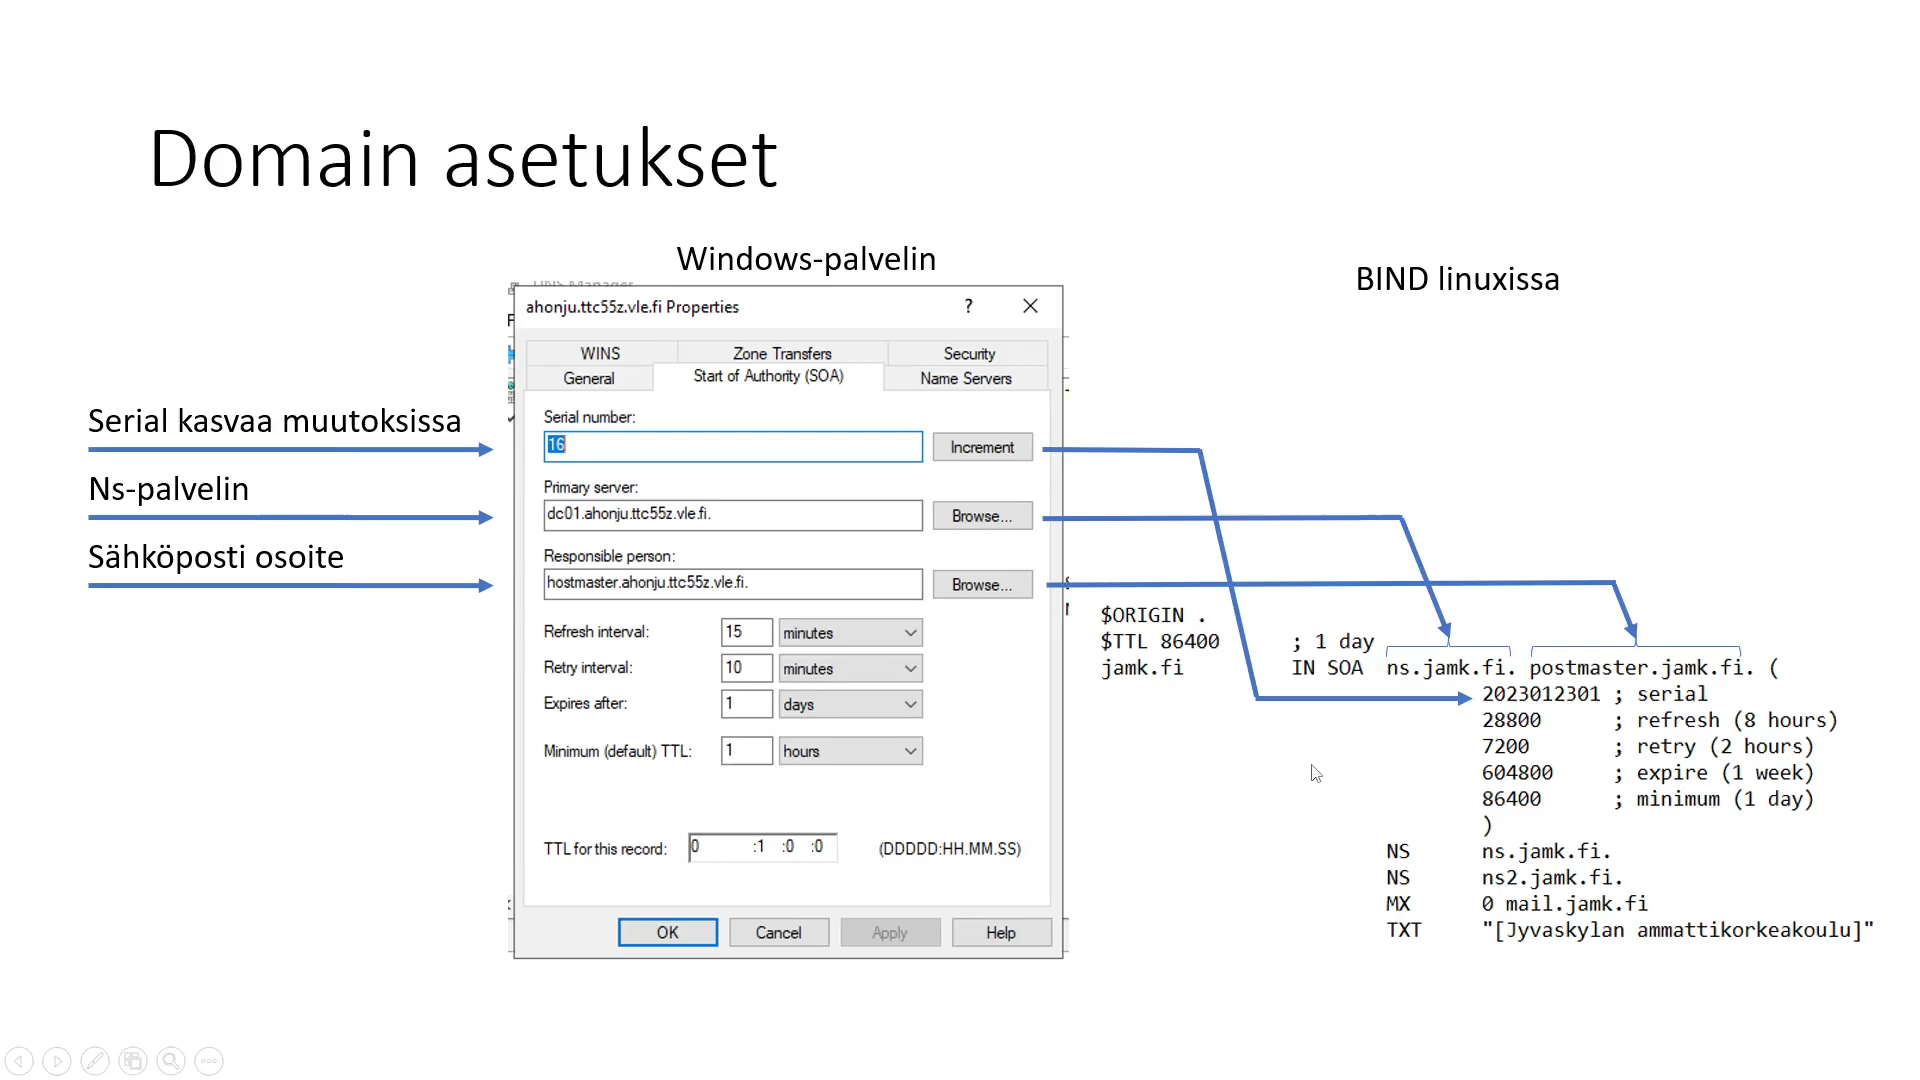 Domain asetukset
Windows-palvelin
BIND linuxissa
ahonju.ttc55z.vle.fi Properties
?
WINS
Zone Transfers
Security
General
Start of Authority (SOA)
Name Servers
Serial kasvaa muutoksissa
Ns-palvelin
Sähköposti osoite
Serial number:
16
Increment
Primary server:
dc01.ahonju.ttc55z.vle.fi.
Browse...
Responsible person:
hostmaster.ahonju.ttc55z.vle.fi.
Browse...
Refresh interval: 15 minutes
Retry interval: 10 minutes
Expires after: 1 days
Minimum (default) TTL: 1 hours
TTL for this record: 0 :1 :0 :0 (DDDDD:HH.MM.SS)
OK Cancel Apply Help
$ORIGIN .
$TTL 86400 ; 1 day
jamk.fi IN SOA ns.jamk.fi. postmaster.jamk.fi. (
2023012301 ; serial
28800 ; refresh (8 hours)
7200 ; retry (2 hours)
604800 ; expire (1 week)
86400 ; minimum (1 day)
)
NS ns.jamk.fi.
NS ns2.jamk.fi.
MX 0 mail.jamk.fi
TXT "[Jyvaskylan ammattikorkeakoulu]"